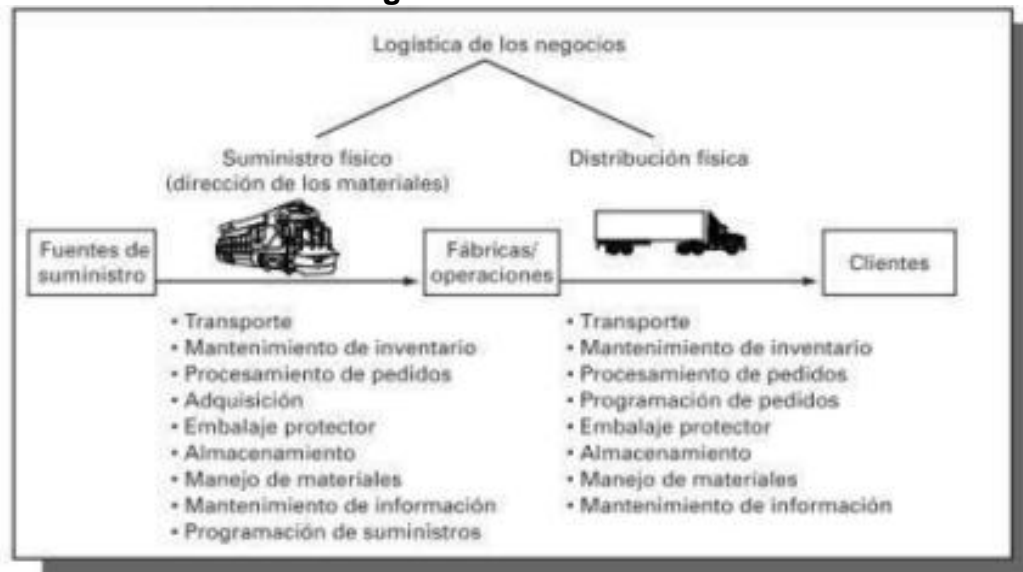 Logística de los negocios
Suministro físico
(dirección de los materiales)
Distribución física
Fuentes de
suministro
Fábricas/
operaciones
Clientes
• Transporte
• Mantenimiento de inventario
• Procesamiento de pedidos
• Adquisición
• Embalaje protector
• Almacenamiento
• Manejo de materiales
• Mantenimiento de información
• Programación de suministros
• Transporte
• Mantenimiento de inventario
• Procesamiento de pedidos
• Programación de pedidos
• Embalaje protector
• Almacenamiento
• Manejo de materiales
• Mantenimiento de información